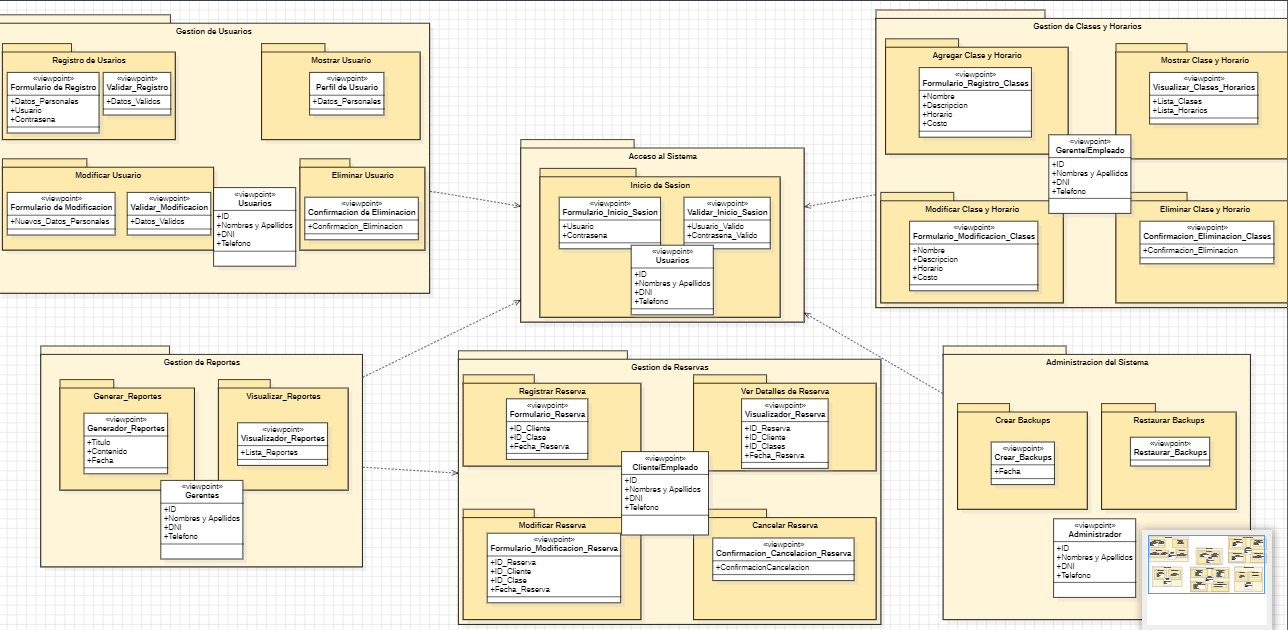 Gestion de Usuarios
Registro de Usarios
«viewpoint»
Formulario de Registro
+Datos_Personales
+Usuario
+Contrasena
«viewpoint»
Validar_Registro
+Datos_Validos
Mostrar Usuario
«viewpoint»
Perfil de Usuario
+Datos_Personales
Modificar Usuario
«viewpoint»
Formulario de Modificacion
+Nuevos_Datos_Personales
«viewpoint»
Validar_Modificacion
+Datos_Validos
«viewpoint»
Usuarios
+ID
+Nombres y Apellidos
+DNI
+Telefono
Eliminar Usuario
«viewpoint»
Confirmacion de Eliminacion
+Confirmacion_Eliminacion
Acceso al Sistema
Inicio de Sesion
«viewpoint»
Formulario_Inicio_Sesion
+Usuario
+Contrasena
«viewpoint»
Validar_Inicio_Sesion
+Usuario_Valido
+Contrasena_Valido
«viewpoint»
Usuarios
+ID
+Nombres y Apellidos
+DNI
+Telefono
Gestion de Clases y Horarios
Agregar Clase y Horario
«viewpoint»
Formulario_Registro_Clases
+Nombre
+Descripcion
+Horario
+Costo
Mostrar Clase y Horario
«viewpoint»
Visualizar_Clases_Horarios
+Lista_Clases
+Lista_Horarios
«viewpoint»
Gerente/Empleado
+ID
+Nombres y Apellidos
+DNI
+Telefono
Modificar Clase y Horario
«viewpoint»
Formulario_Modificacion_Clases
+Nombre
+Descripcion
+Horario
+Costo
Eliminar Clase y Horario
«viewpoint»
Confirmacion_Eliminacion_Clases
+Confirmacion_Eliminacion
Gestion de Reportes
Generar_Reportes
«viewpoint»
Generador_Reportes
+Titulo
+Contenido
+Fecha
Visualizar_Reportes
«viewpoint»
Visualizador_Reportes
+Lista_Reportes
«viewpoint»
Gerentes
+ID
+Nombres y Apellidos
+DNI
+Telefono
Gestion de Reservas
Registrar Reserva
«viewpoint»
Formulario_Reserva
+ID_Cliente
+ID_Clase
+Fecha_Reserva
Ver Detalles de Reserva
«viewpoint»
Visualizador_Reserva
+ID_Reserva
+ID_Cliente
+ID_Clases
+Fecha_Reserva
«viewpoint»
Cliente/Empleado
+ID
+Nombres y Apellidos
+DNI
+Telefono
Modificar Reserva
«viewpoint»
Formulario_Modificacion_Reserva
+ID_Reserva
+ID_Cliente
+ID_Clase
+Fecha_Reserva
Cancelar Reserva
«viewpoint»
Confirmacion_Cancelacion_Reserva
+ConfirmacionCancelacion
Administracion del Sistema
Crear Backups
«viewpoint»
Crear_Backups
+Fecha
Restaurar Backups
«viewpoint»
Restaurar_Backups
«viewpoint»
Administrador
+ID
+Nombres y Apellidos
+DNI
+Telefono